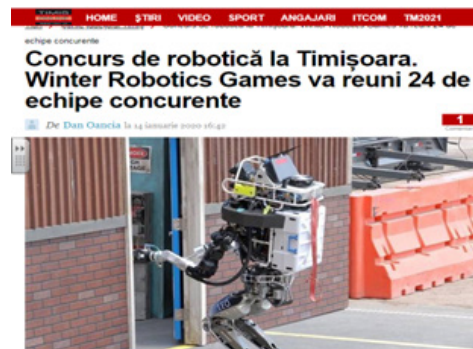 TIMIS
HOME ȘTIRI VIDEO SPORT ANGAJARI ITCOM TM2021
echipe concurente
Concurs de robotică la Timișoara.
Winter Robotics Games va reuni 24 de
echipe concurente
De Dan Oancia la 14 ianuarie 2020 16:42
1